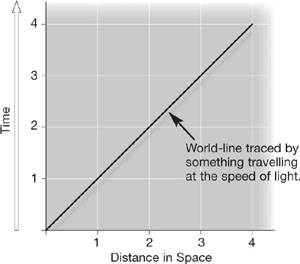 4
3
2
1
Time
World-line traced by
something travelling
at the speed of light.
1 2 3 4
Distance in Space